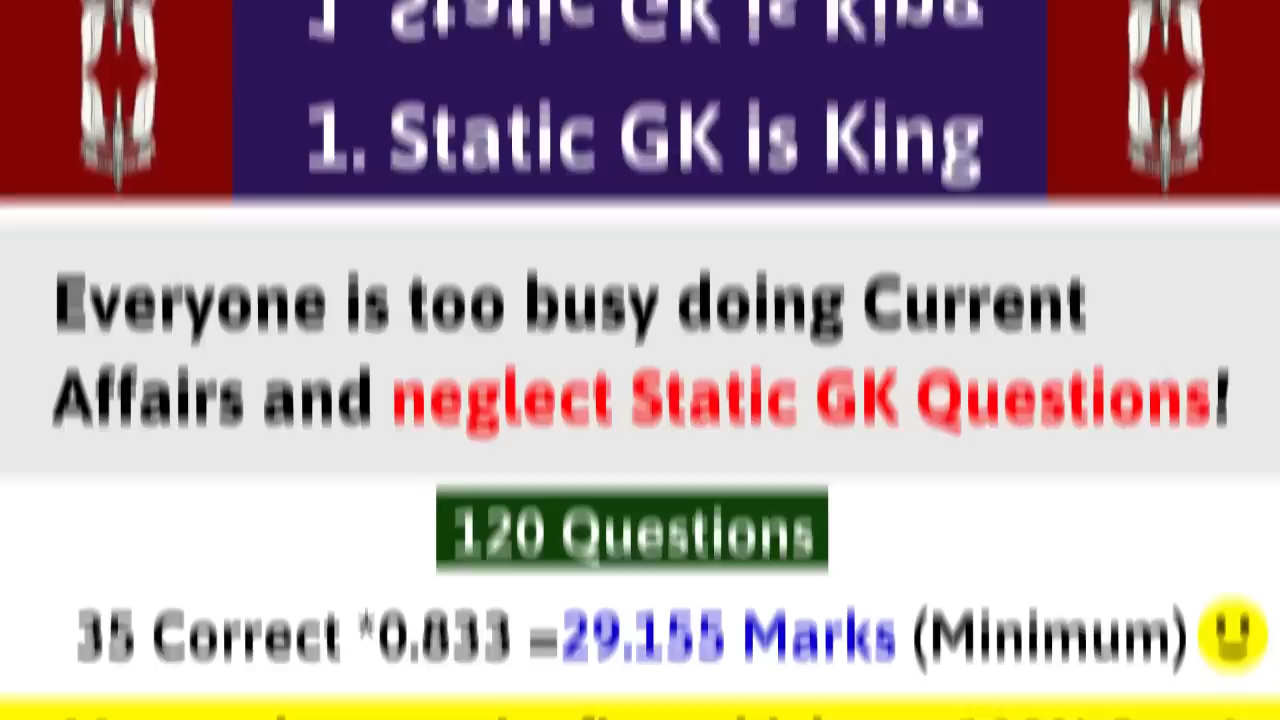 1. Static GK is King
Everyone is too busy doing Current
Affairs and neglect Static GK Questions!
120 Questions
35 Correct *0.833 =29.155 Marks (Minimum)